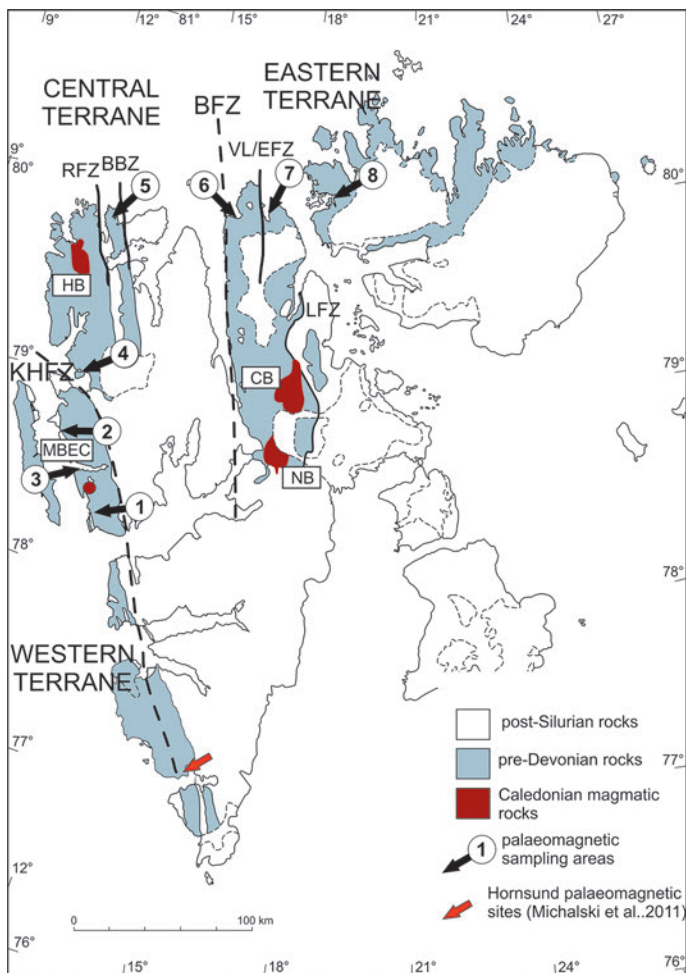 9° 12° 81° 15° 18° 21° 24° 27°
CENTRAL
TERRANE
EASTERN
TERRANE
BFZ
9°
80°
RFZ BBZ
VL/EFZ
80°
5
6
7
8
HB
LFZ
79°
79°
KHFZ
4
CB
2
MBEC
3
NB
1
78°
78°
WESTERN
TERRANE
post-Silurian rocks
77°
pre-Devonian rocks
77°
Caledonian magmatic
rocks
1 palaeomagnetic
sampling areas
12°
Hornsund palaeomagnetic
sites (Michalski et al..2011)
0 100 km
76°
76°
15° 18° 21° 24°